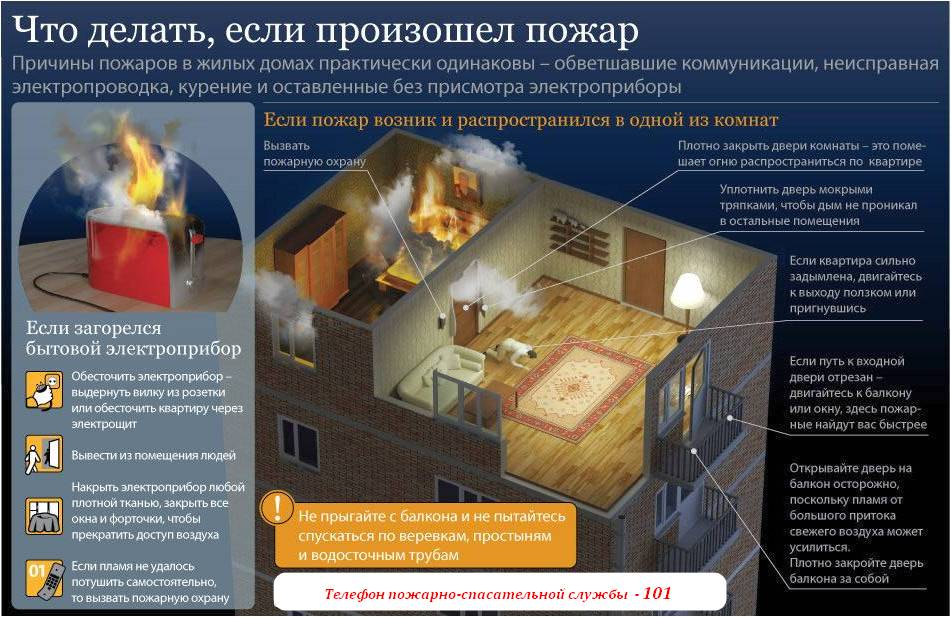 Что делать, если произошел пожар
Причины пожаров в жилых домах практически одинаковы – обветшавшие коммуникации, неисправная
электропроводка, курение и оставленные без присмотра электроприборы
Если загорелся
бытовой электроприбор
Обесточить электроприбор –
выдернуть вилку из розетки
или обесточить квартиру через
электрощит
Вывести из помещения людей
Накрыть электроприбор любой
плотной тканью, закрыть все
окна и форточки, чтобы
прекратить доступ воздуха
01
Если пламя не удалось
потушить самостоятельно,
то вызвать пожарную охрану
Если пожар возник и распространился в одной из комнат
Вызвать
пожарную охрану
Плотно закрыть двери комнаты – это поме-
шает огню распространиться по квартире
Уплотнить дверь мокрыми
тряпками, чтобы дым не проникал
в остальные помещения
Если квартира сильно
задымлена, двигайтесь
к выходу ползком или
пригнувшись
Если путь к входной
двери отрезан –
двигайтесь к балкону
или окну, здесь пожар-
ные найдут вас быстрее
Открывайте дверь на
балкон осторожно,
поскольку пламя от
большого притока
свежего воздуха может
усилиться.
Плотно закройте дверь
балкона за собой
!
Не прыгайте с балкона и не пытайтесь
спускаться по веревкам, простыням
и водосточным трубам
Телефон пожарно-спасательной службы - 101